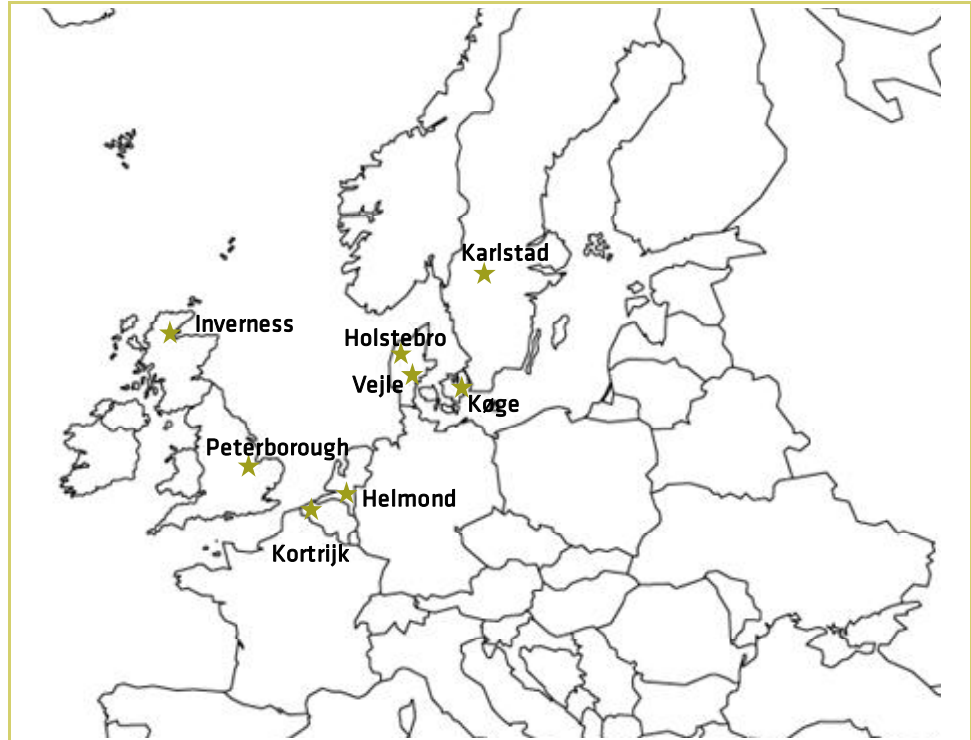 Karlstad
Inverness
Holstebro
Vejle
Køge
Peterborough
Helmond
Kortrijk